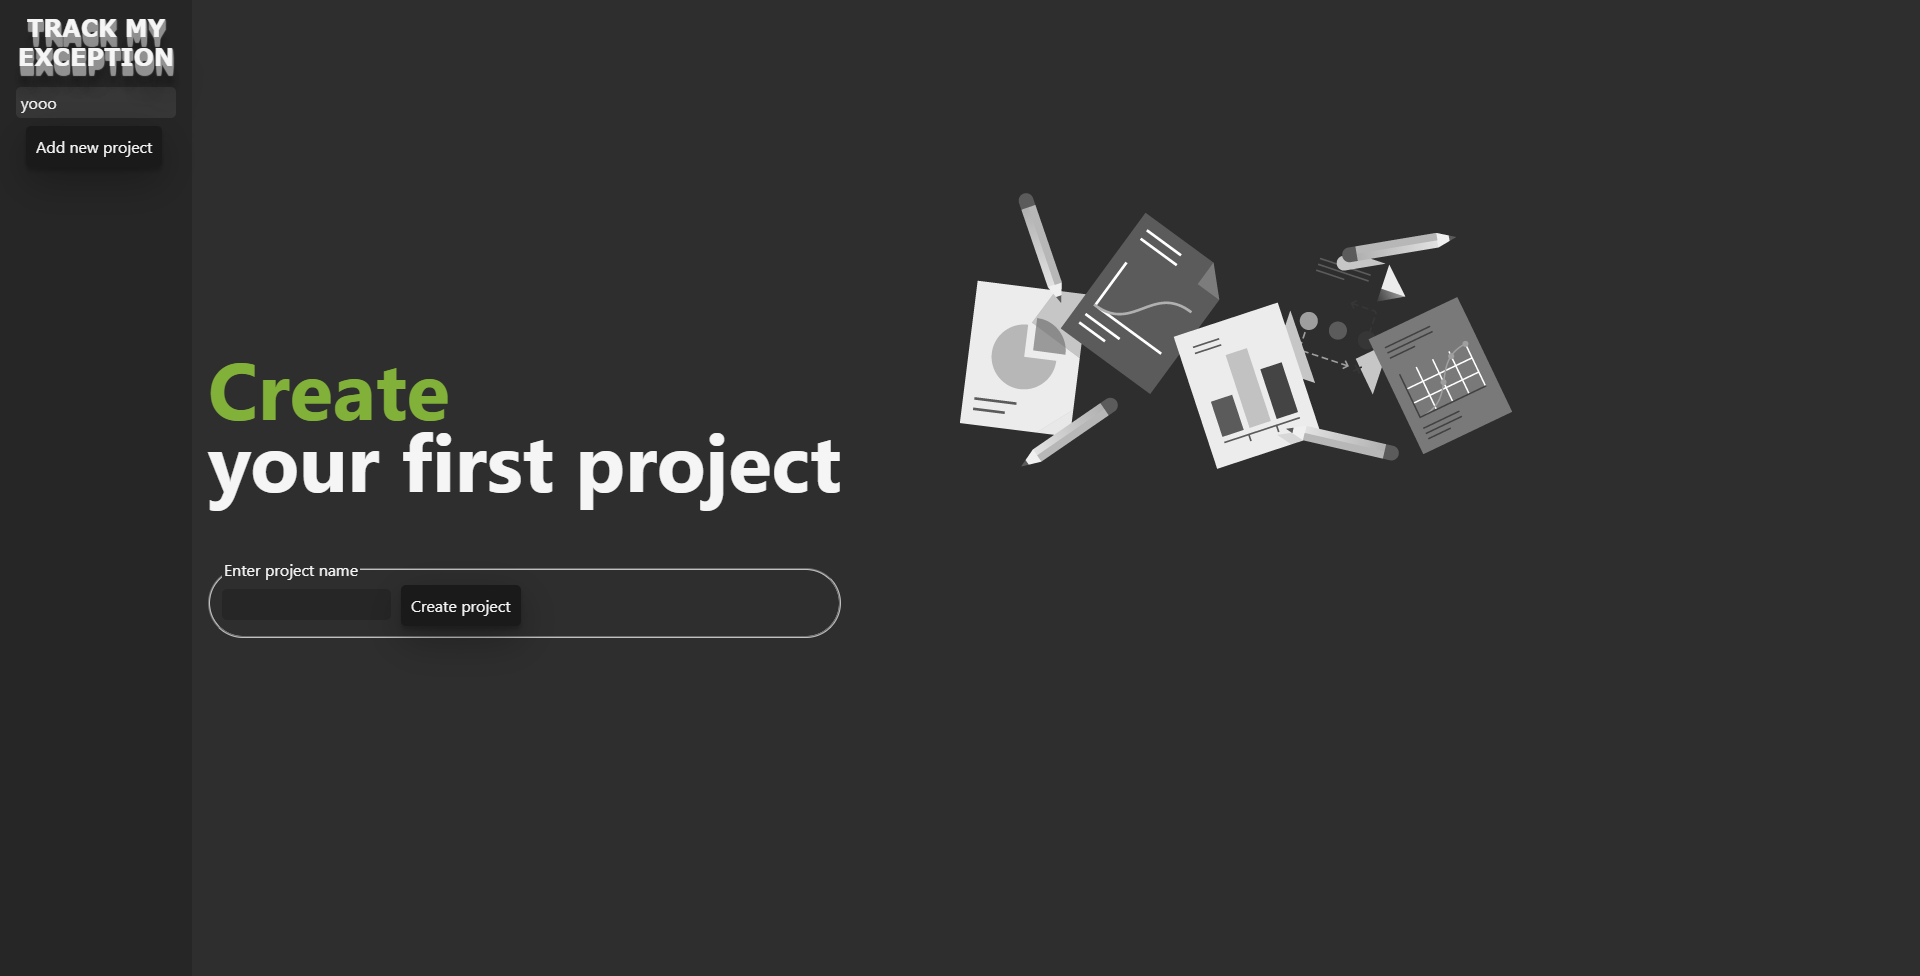 TRACK MY
EXCEPTION
yooo
Add new project
Create
your first project
Enter project name
Create project